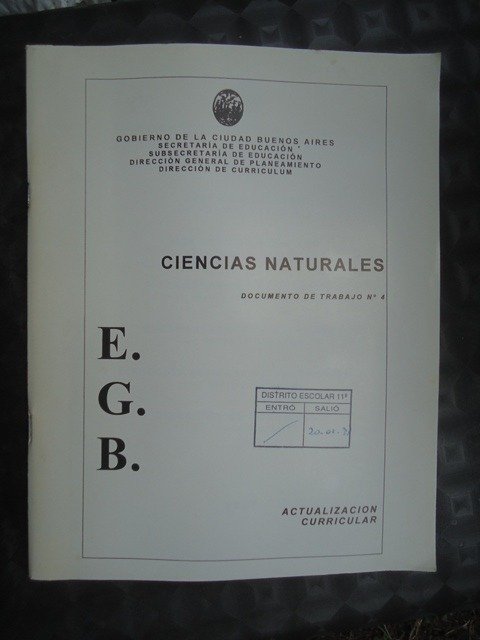 GOBIERNO DE LA CIUDAD BUENOS AIRES
SECRETARÍA DE EDUCACIÓN
SUBSECRETARÍA DE EDUCACIÓN
DIRECCIÓN GENERAL DE PLANEAMIENTO
DIRECCIÓN DE CURRICULUM
CIENCIAS NATURALES
DOCUMENTO DE TRABAJO Nº 4
E.
G.
B.
DISTRITO ESCOLAR 11º
ENTRÓ SALIÓ
ACTUALIZACION
CURRICULAR